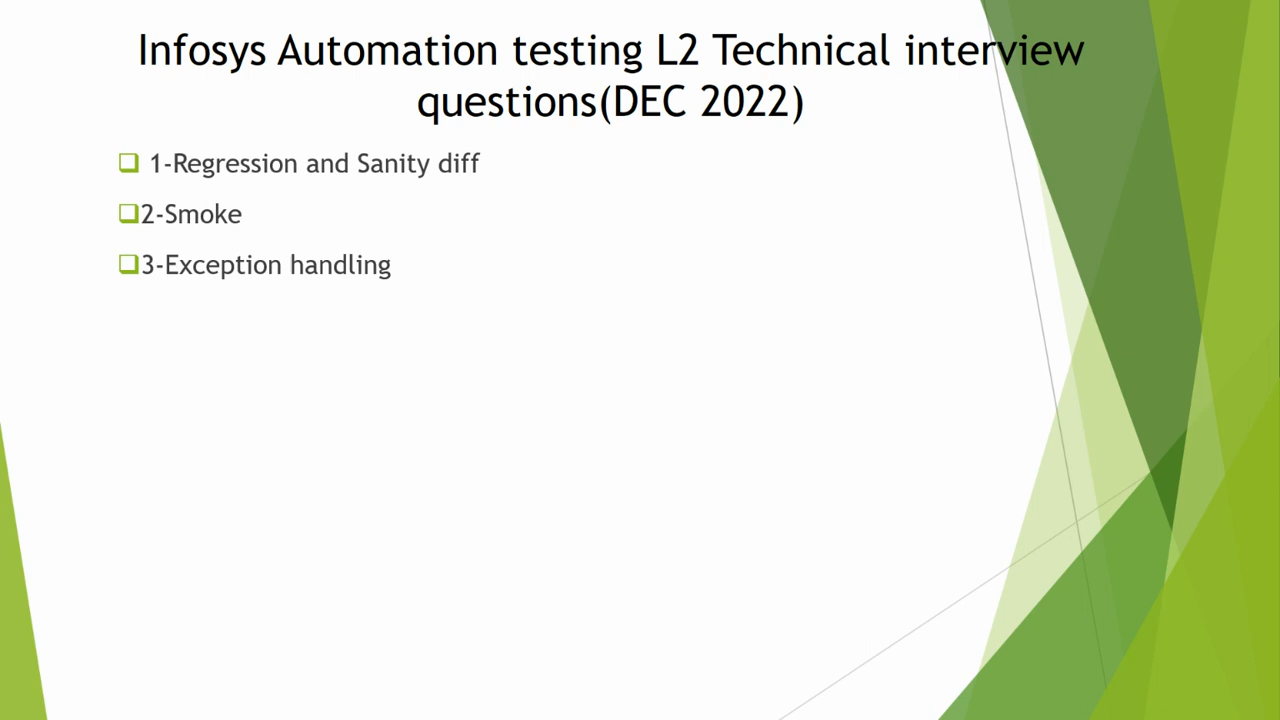 Infosys Automation testing L2 Technical interview
questions(DEC 2022)
1-Regression and Sanity diff
2-Smoke
3-Exception handling